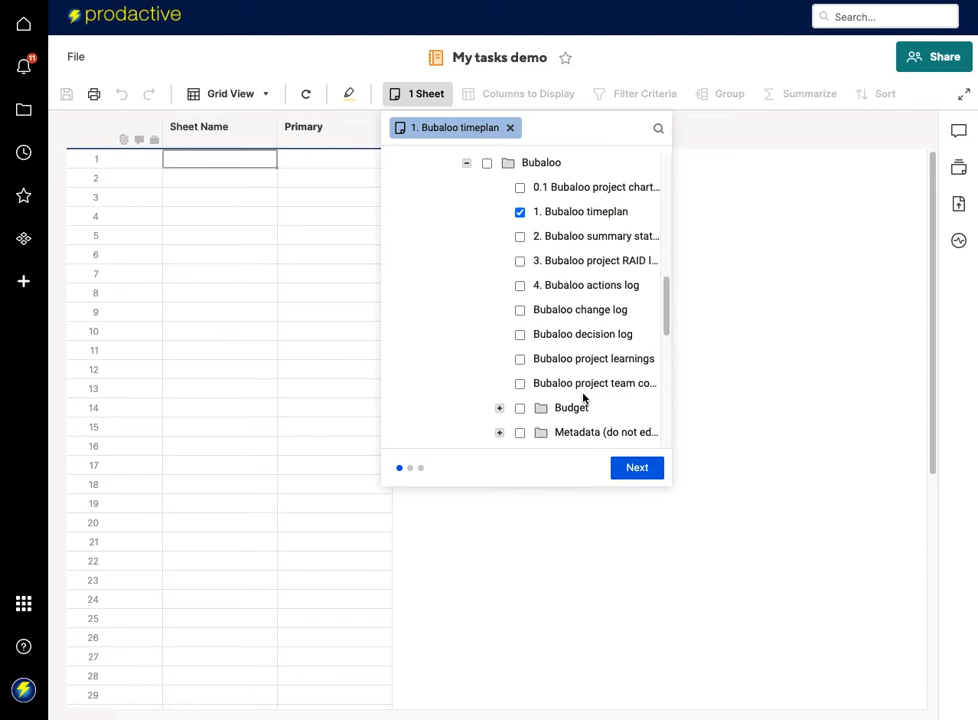 prodactive
Search...
11
File
My tasks demo
Share
Grid View
1 Sheet
Columns to Display
Filter Criteria
Group
Summarize
Sort
Sheet Name
Primary
1. Bubaloo timeplan
Bubaloo
0.1 Bubaloo project chart...
1. Bubaloo timeplan
2. Bubaloo summary stat...
3. Bubaloo project RAID l...
4. Bubaloo actions log
Bubaloo change log
Bubaloo decision log
Bubaloo project learnings
Bubaloo project team co...
Budget
Metadata (do not ed...
Next
1
2
3
4
5
6
7
8
9
10
11
12
13
14
15
16
17
18
19
20
21
22
23
24
25
26
27
28
29